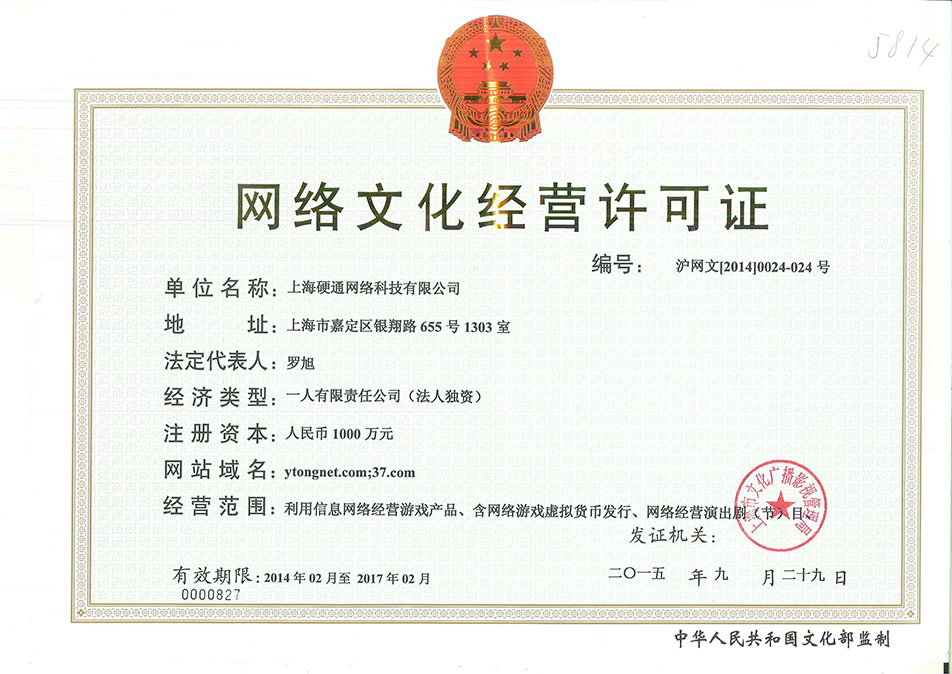 5814
网络文化经营许可证
编号： 沪网文[2014]0024-024 号
单位名称：上海硬通网络科技有限公司
地 址：上海市嘉定区银翔路 655 号 1303 室
法定代表人：罗旭
经济类型：一人有限责任公司（法人独资）
注册资本：人民币 1000 万元
网站域名：ytongnet.com;37.com
经营范围：利用信息网络经营游戏产品、含网络游戏虚拟货币发行、网络经营演出剧（节）目。
上海市文化广播影视管理局
发证机关：
二〇一五 年 九 月 二十九 日
有效期限：2014 年 02 月至 2017 年 02 月
0000827
中华人民共和国文化部监制